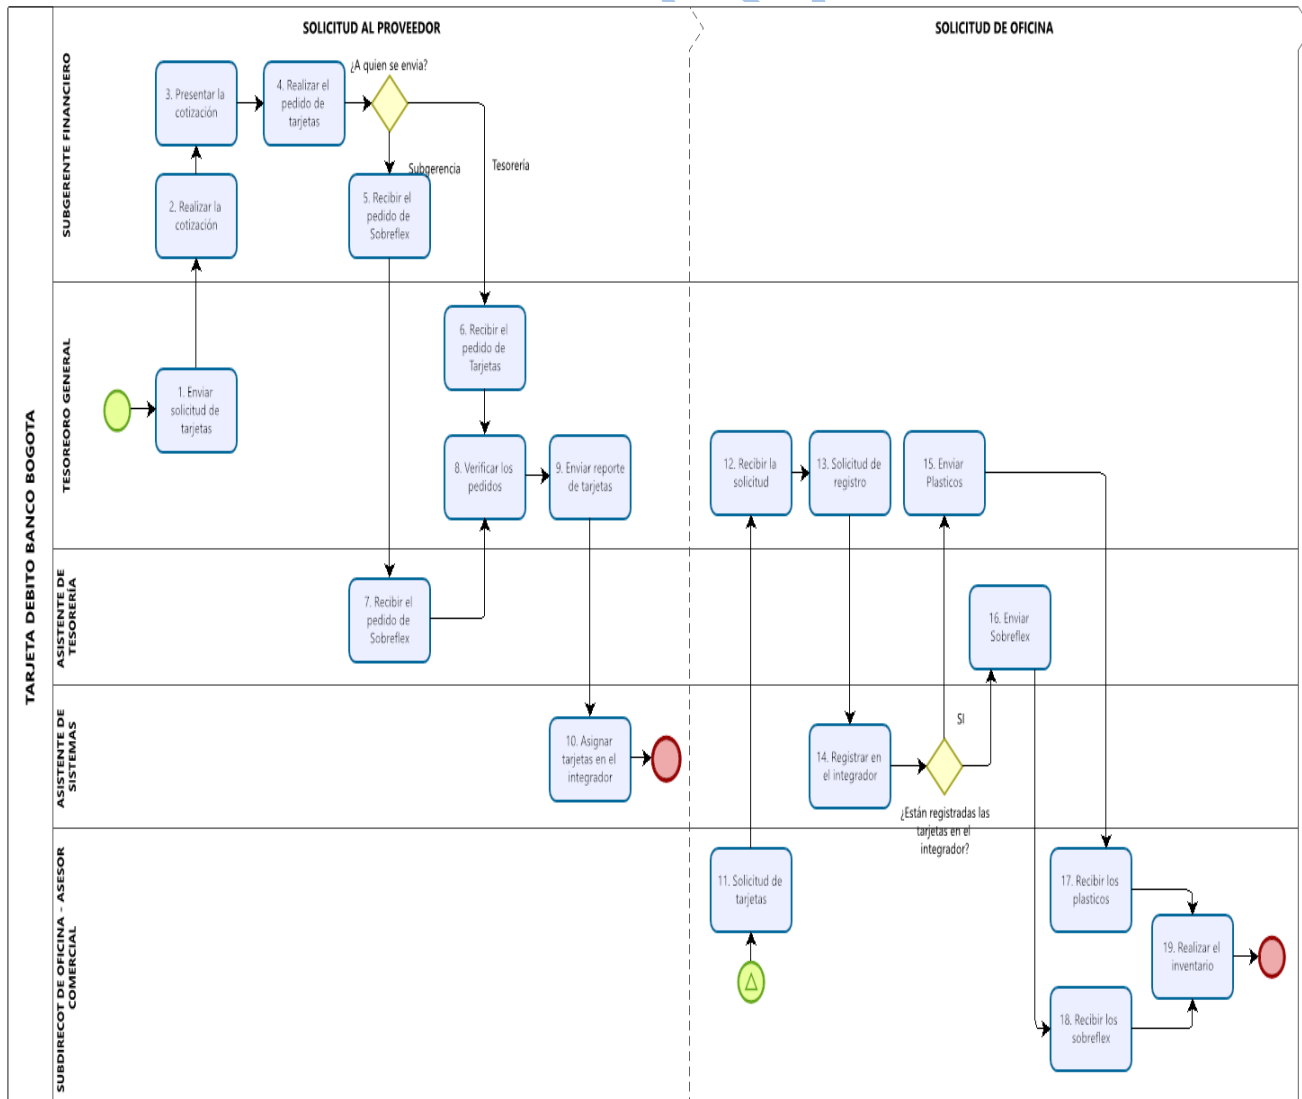 TARJETA DEBITO BANCO BOGOTA
SOLICITUD AL PROVEEDOR
SOLICITUD DE OFICINA
SUBGERENTE FINANCIERO
3. Presentar la
cotización
4. Realizar el
pedido de
tarjetas
¿A quien se envia?
Subgerencia
Tesorería
2. Realizar la
cotización
5. Recibir el
pedido de
Sobreflex
TESOREORO GENERAL
1. Enviar
solicitud de
tarjetas
6. Recibir el
pedido de
Tarjetas
8. Verificar los
pedidos
9. Enviar reporte
de tarjetas
12. Recibir la
solicitud
13. Solicitud de
registro
15. Enviar
Plasticos
ASISTENTE DE
TESORERÍA
7. Recibir el
pedido de
Sobreflex
16. Enviar
Sobreflex
ASISTENTE DE
SISTEMAS
10. Asignar
tarjetas en el
integrador
14. Registrar en
el integrador
SI
¿Están registradas las
tarjetas en el
integrador?
SUBDIRECOT DE OFICINA - ASESOR
COMERCIAL
11. Solicitud de
tarjetas
17. Recibir los
plasticos
19. Realizar el
inventario
18. Recibir los
sobreflex